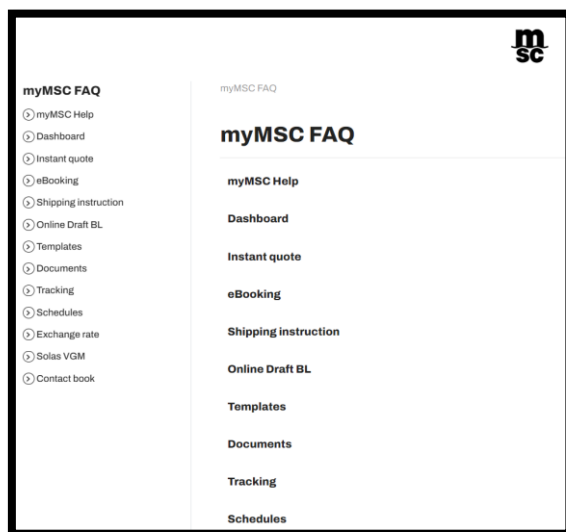 msc
myMSC FAQ
myMSC Help
Dashboard
Instant quote
eBooking
Shipping instruction
Online Draft BL
Templates
Documents
Tracking
Schedules
Exchange rate
Solas VGM
Contact book
myMSC FAQ
myMSC FAQ
myMSC Help
Dashboard
Instant quote
eBooking
Shipping instruction
Online Draft BL
Templates
Documents
Tracking
Schedules